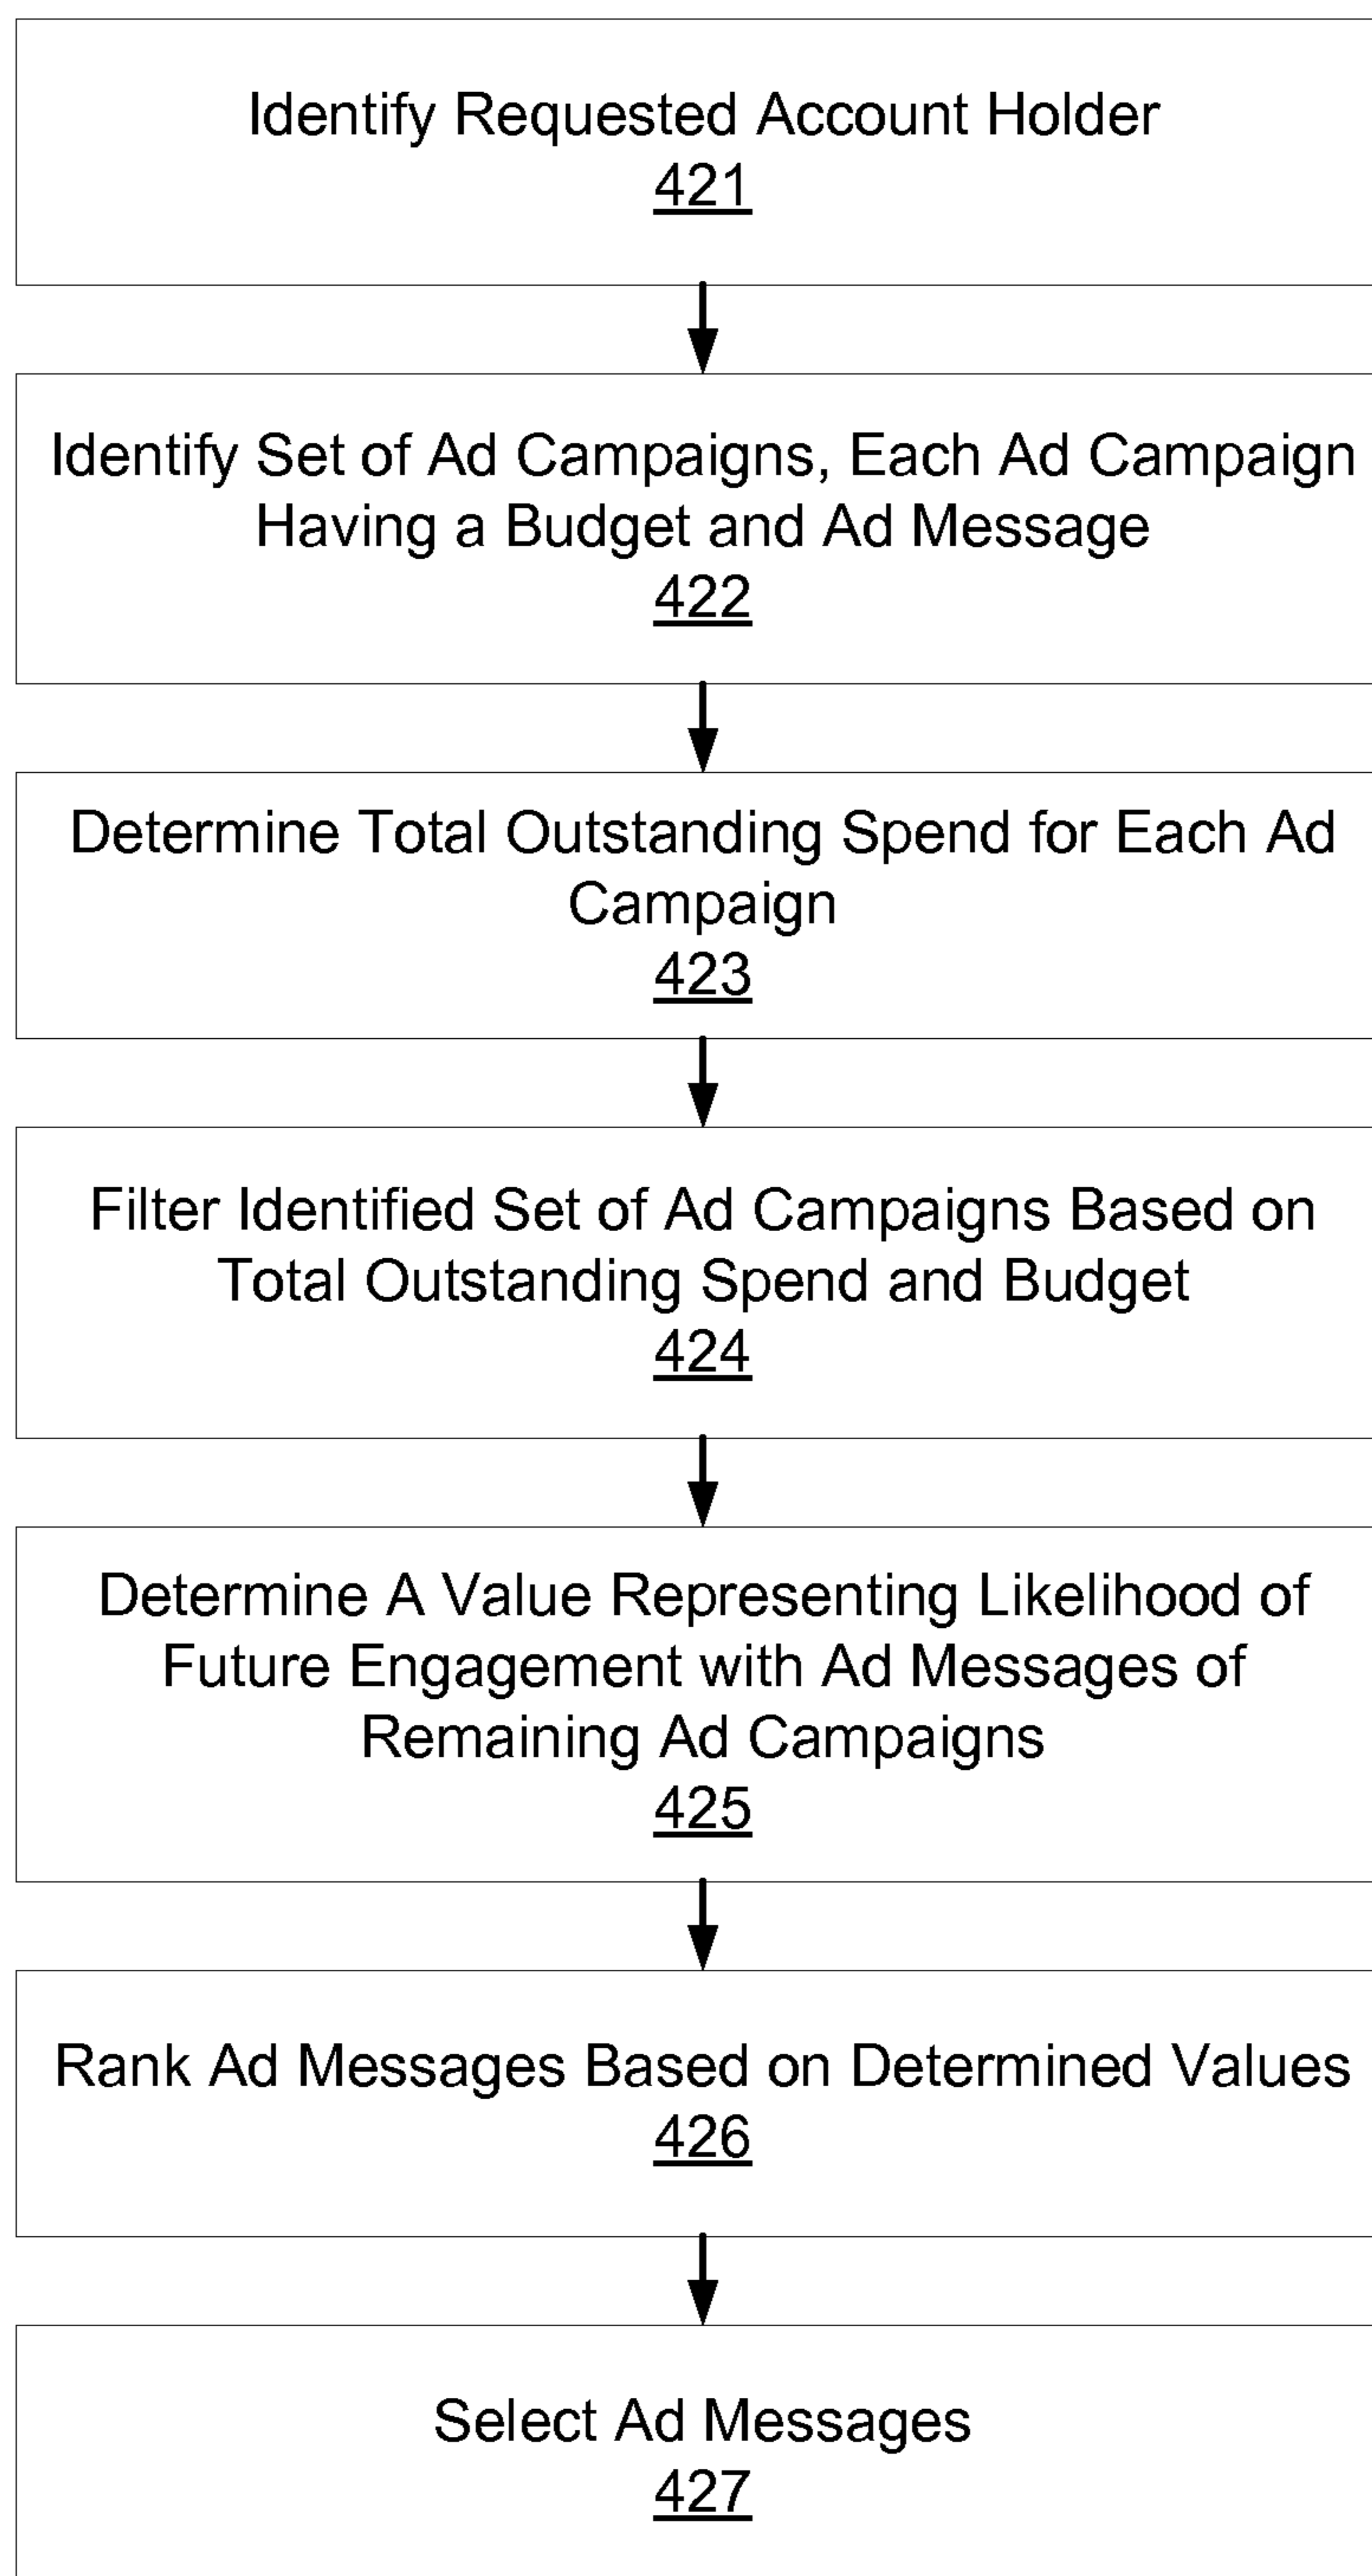 Identify Requested Account Holder
421
Identify Set of Ad Campaigns, Each Ad Campaign
Having a Budget and Ad Message
422
Determine Total Outstanding Spend for Each Ad
Campaign
423
Filter Identified Set of Ad Campaigns Based on
Total Outstanding Spend and Budget
424
Determine A Value Representing Likelihood of
Future Engagement with Ad Messages of
Remaining Ad Campaigns
425
Rank Ad Messages Based on Determined Values
426
Select Ad Messages
427